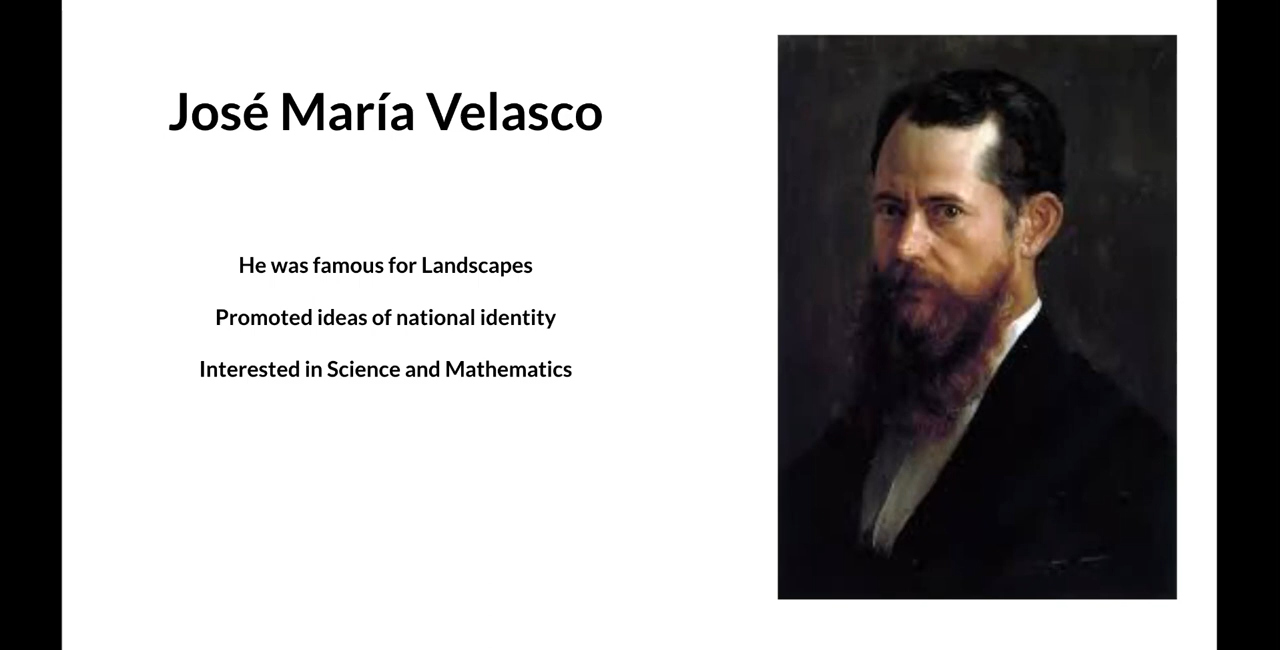 José María Velasco
He was famous for Landscapes
Promoted ideas of national identity
Interested in Science and Mathematics